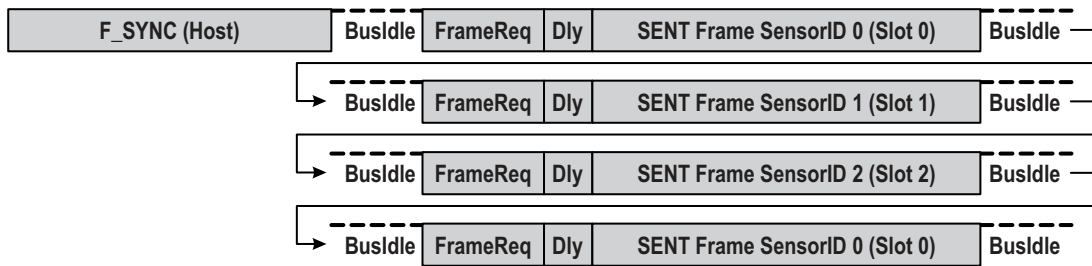 F_SYNC (Host) BusIdle FrameReq Dly SENT Frame SensorID 0 (Slot 0) BusIdle
BusIdle FrameReq Dly SENT Frame SensorID 1 (Slot 1) BusIdle
BusIdle FrameReq Dly SENT Frame SensorID 2 (Slot 2) BusIdle
BusIdle FrameReq Dly SENT Frame SensorID 0 (Slot 0) BusIdle